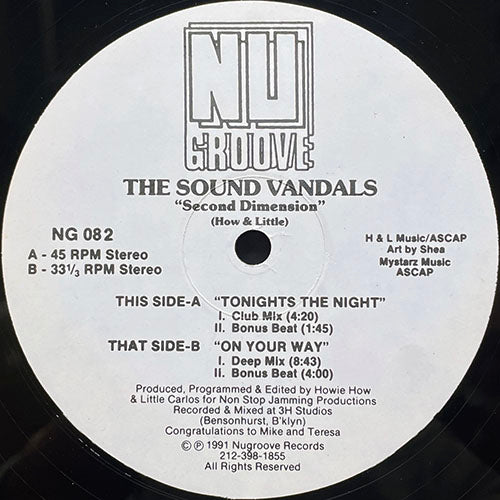 NU
GROOVE
THE SOUND VANDALS
"Second Dimension"
(How & Little)
NG 082
A - 45 RPM Stereo
B - 33 1/3 RPM Stereo
H & L Music/ASCAP
Art by Shea
Mystarz Music
ASCAP
THIS SIDE-A "TONIGHTS THE NIGHT"
I. Club Mix (4:20)
II. Bonus Beat (1:45)
THAT SIDE-B "ON YOUR WAY"
I. Deep Mix (8:43)
II. Bonus Beat (4:00)
Produced, Programmed & Edited by Howie How
& Little Carlos for Non Stop Jamming Productions
Recorded & Mixed at 3H Studios
(Bensonhurst, B'klyn)
Congratulations to Mike and Teresa
© ℗ 1991 Nugroove Records
212-398-1855
All Rights Reserved